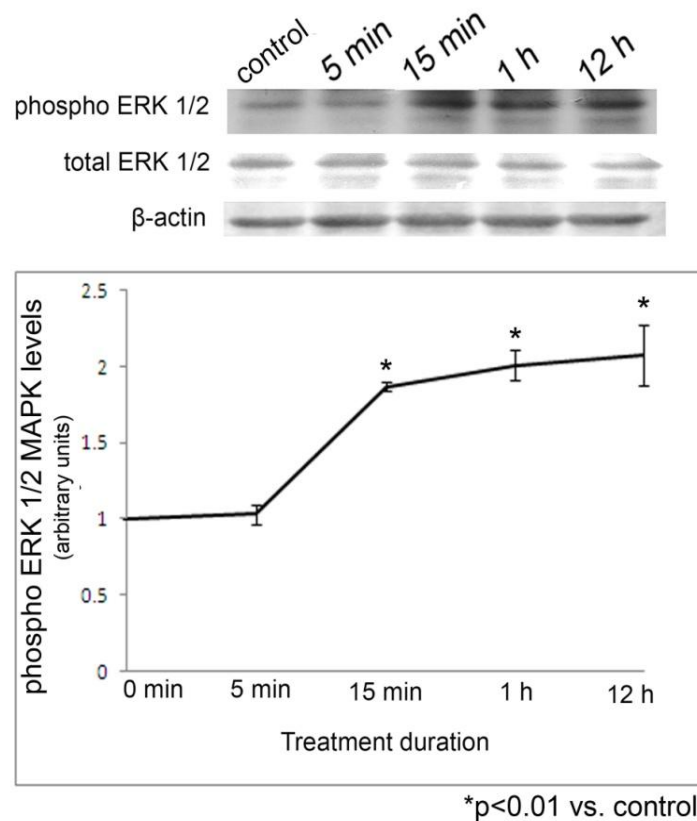 control 5 min 15 min 1 h 12 h
phospho ERK 1/2
total ERK 1/2
β-actin
phospho ERK 1/2 MAPK levels
(arbitrary units)
2.5
2
1.5
1
0.5
0
*
*
*
0 min 5 min 15 min 1 h 12 h
Treatment duration
*p<0.01 vs. control